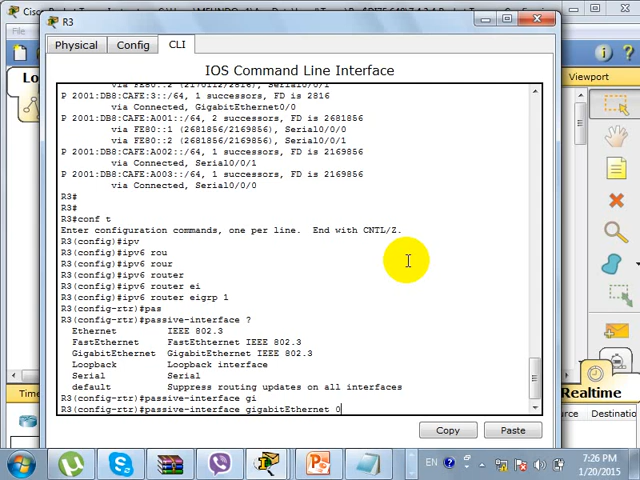 R3
Physical
Config
CLI
IOS Command Line Interface
P 2001:DB8:CAFE:3::/64, 1 successors, FD is 2816
via Connected, GigabitEthernet0/0
P 2001:DB8:CAFE:A001::/64, 2 successors, FD is 2681856
via FE80::1 (2681856/2169856), Serial0/0/0
via FE80::2 (2681856/2169856), Serial0/0/1
P 2001:DB8:CAFE:A002::/64, 1 successors, FD is 2169856
via Connected, Serial0/0/1
P 2001:DB8:CAFE:A003::/64, 1 successors, FD is 2169856
via Connected, Serial0/0/0
R3#
R3#
R3#conf t
Enter configuration commands, one per line.  End with CNTL/Z.
R3(config)#ipv
R3(config)#ipv6 rou
R3(config)#ipv6 rour
R3(config)#ipv6 router
R3(config)#ipv6 router ei
R3(config)#ipv6 router eigrp 1
R3(config-rtr)#pas
R3(config-rtr)#passive-interface ?
Ethernet         IEEE 802.3
FastEthernet     FastEthternet IEEE 802.3
GigabitEthernet  GigabitEthernet IEEE 802.3
Loopback         Loopback interface
Serial           Serial
default          Suppress routing updates on all interfaces
R3(config-rtr)#passive-interface gi
R3(config-rtr)#passive-interface gigabitEthernet 0
Copy
Paste
Viewport
Realtime
Source
Destination
Time
EN
7:26 PM
1/20/2015